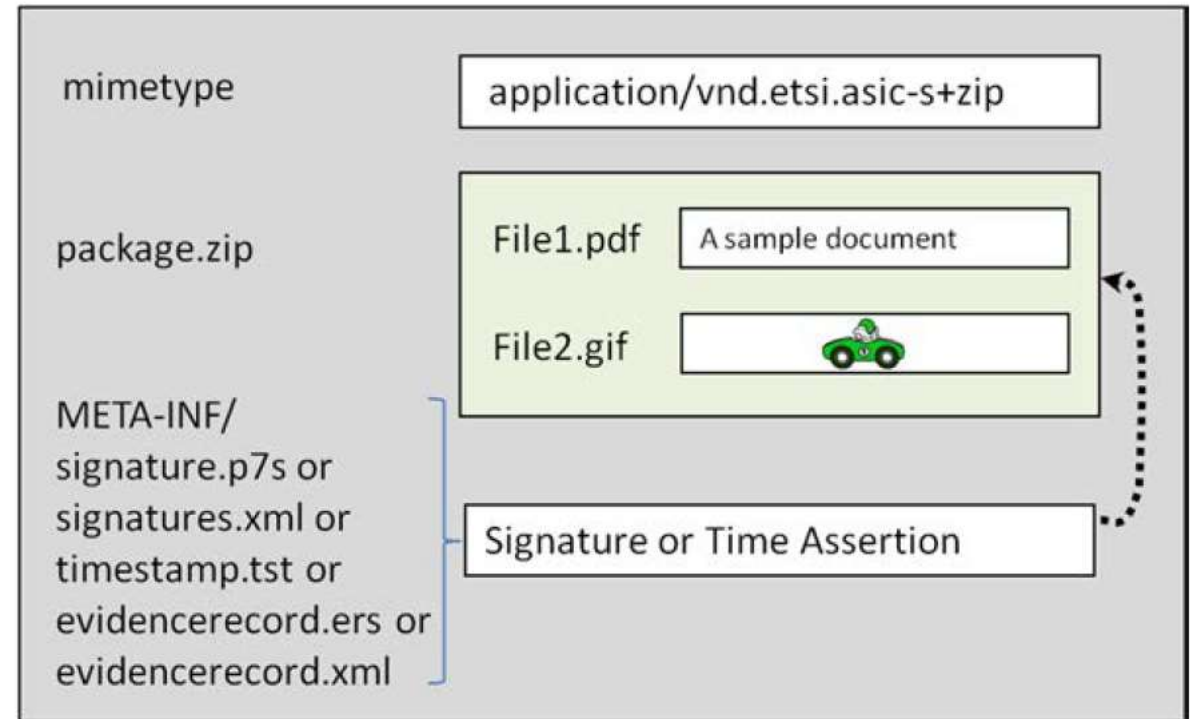 mimetype
application/vnd.etsi.asic-s+zip
package.zip
File1.pdf
A sample document
File2.gif
META-INF/
signature.p7s or
signatures.xml or
timestamp.tst or
evidencerecord.ers or
evidencerecord.xml
Signature or Time Assertion